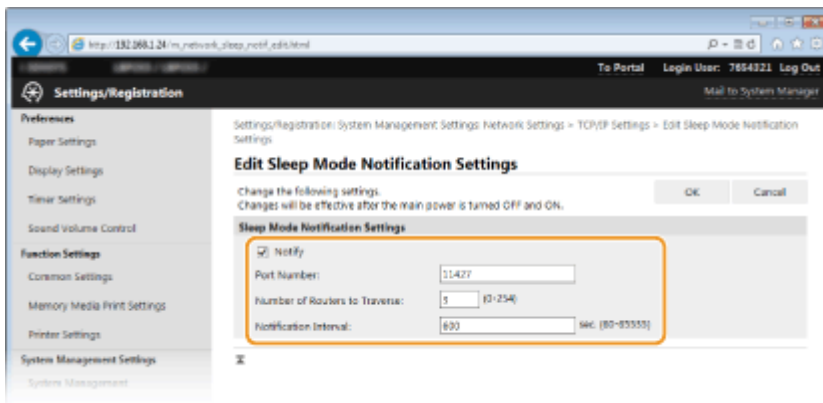 http://192.168.1.24/m_network_sleep_notif_edit.html
To Portal Login User: 7654321 Log Out
Settings/Registration Mail to System Manager
Preferences
Paper Settings
Display Settings
Timer Settings
Sound Volume Control
Function Settings
Common Settings
Memory Media Print Settings
Printer Settings
System Management Settings
System Management
Settings/Registration: System Management Settings: Network Settings > TCP/IP Settings > Edit Sleep Mode Notification
Settings
Edit Sleep Mode Notification Settings
Change the following settings.
Changes will be effective after the main power is turned OFF and ON.
OK Cancel
Sleep Mode Notification Settings
Notify
Port Number: 11427
Number of Routers to Traverse: 3 (0-254)
Notification Interval: 600 sec. (60-65535)